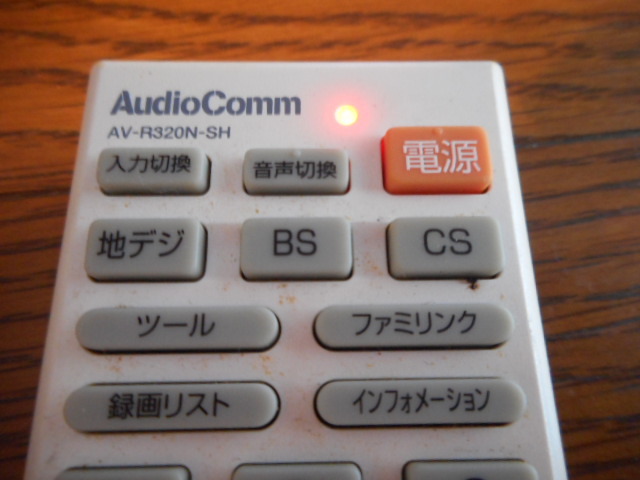 AudioComm
AV-R320N-SH
入力切換
音声切換
電源
地デジ
BS
CS
ツール
ファミリンク
録画リスト
インフォメーション